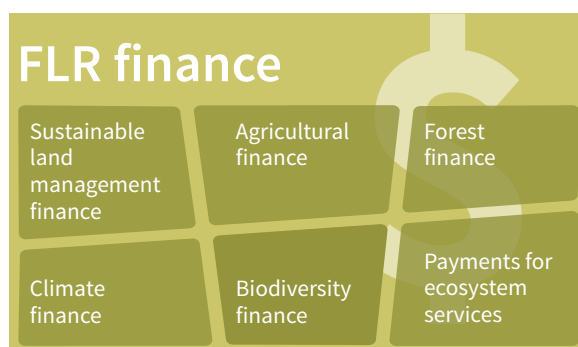 FLR finance
Sustainable
land
management
finance
Agricultural
finance
Forest
finance
Climate
finance
Biodiversity
finance
Payments for
ecosystem
services